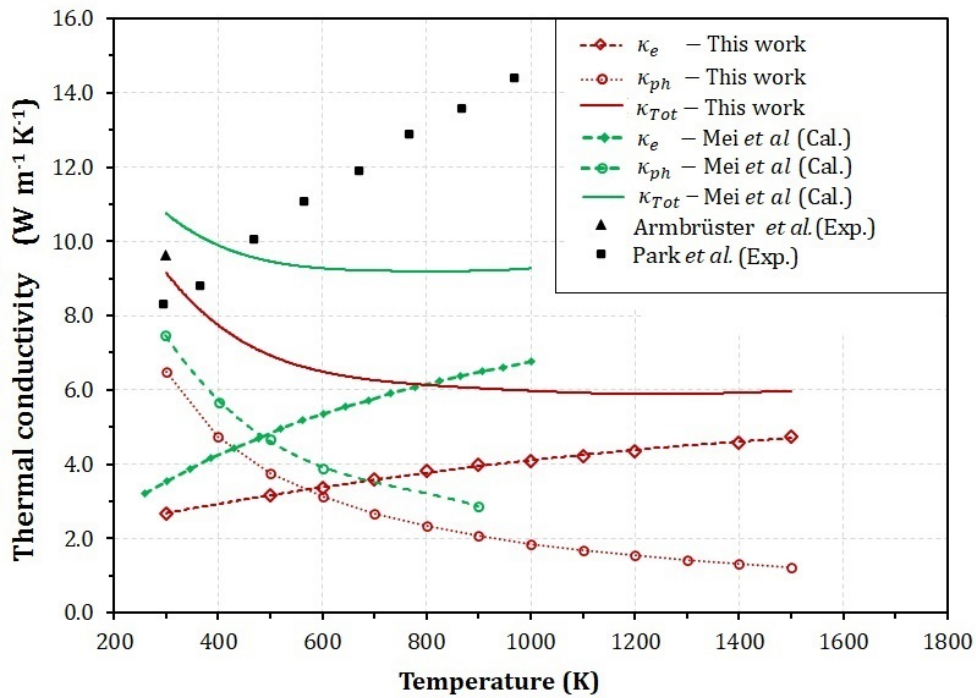 16.0
14.0
12.0
10.0
8.0
6.0
4.0
2.0
0.0
Thermal conductivity (W m⁻¹ K⁻¹)
κₑ – This work
κₚₕ – This work
κ_Tot – This work
κₑ – Mei et al (Cal.)
κₚₕ – Mei et al (Cal.)
κ_Tot – Mei et al (Cal.)
Armbrüster et al. (Exp.)
Park et al. (Exp.)
200 400 600 800 1000 1200 1400 1600 1800
Temperature (K)